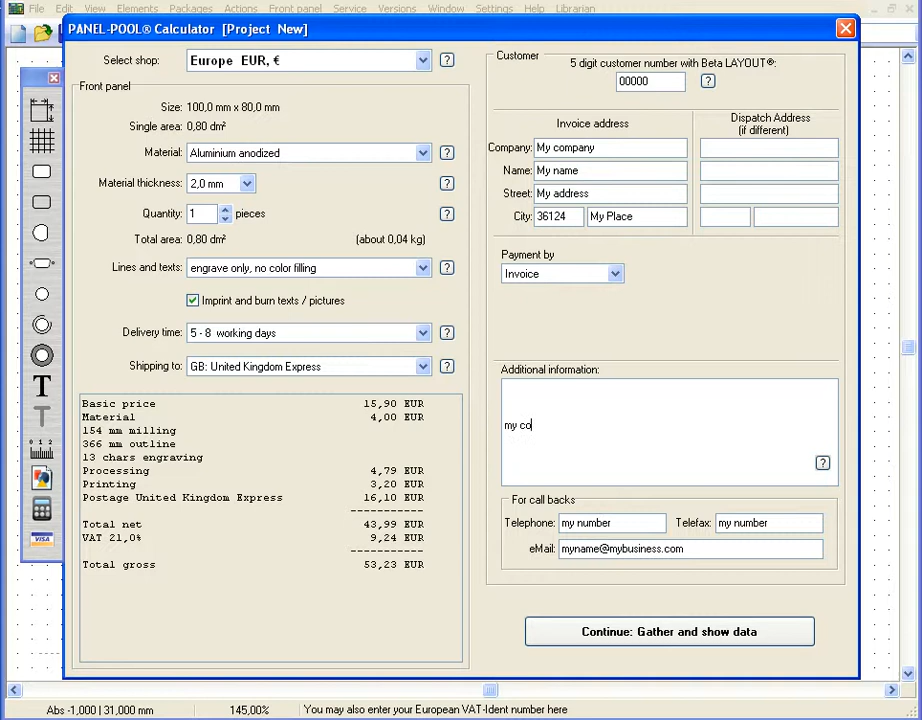 File Edit View Elements Packages Actions Front panel Service Versions Window Settings Help Librarian
PANEL-POOL® Calculator [Project New]
Select shop: Europe EUR, € ?
Front panel
Size: 100,0 mm x 80,0 mm
Single area: 0,80 dm²
Material: Aluminium anodized ?
Material thickness: 2,0 mm ?
Quantity: 1 pieces ?
Total area: 0,80 dm² (about 0,04 kg)
Lines and texts: engrave only, no color filling ?
Imprint and burn texts / pictures
Delivery time: 5 - 8 working days ?
Shipping to: GB: United Kingdom Express ?
Basic price 15,90 EUR
Material 4,00 EUR
154 mm milling
366 mm outline
13 chars engraving
Processing 4,79 EUR
Printing 3,20 EUR
Postage United Kingdom Express 16,10 EUR
-----------
Total net 43,99 EUR
VAT 21,0% 9,24 EUR
-----------
Total gross 53,23 EUR
Customer
5 digit customer number with Beta LAYOUT®:
00000 ?
Invoice address
Dispatch Address
(if different)
Company: My company
Name: My name
Street: My address
City: 36124 My Place
Payment by
Invoice
Additional information:
my co
?
For call backs
Telephone: my number Telefax: my number
eMail: myname@mybusiness.com
Continue: Gather and show data
T
T
0 1 2
VISA
Abs -1,000 | 31,000 mm 145,00% You may also enter your European VAT-Ident number here